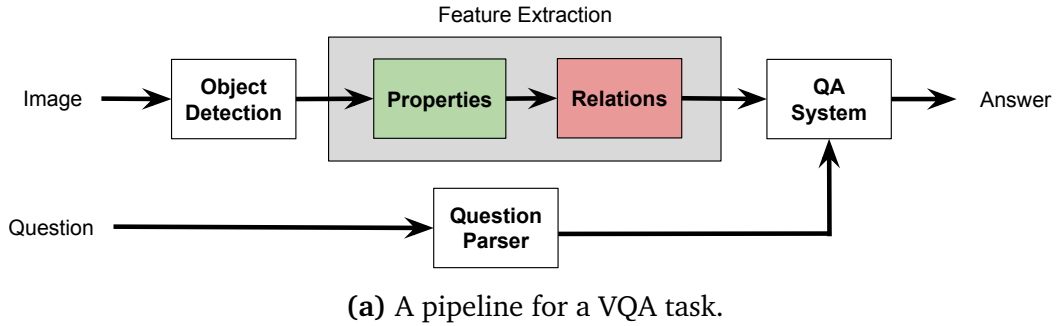 Feature Extraction
Image
Object
Detection
Properties
Relations
QA
System
Answer
Question
Question
Parser
(a) A pipeline for a VQA task.